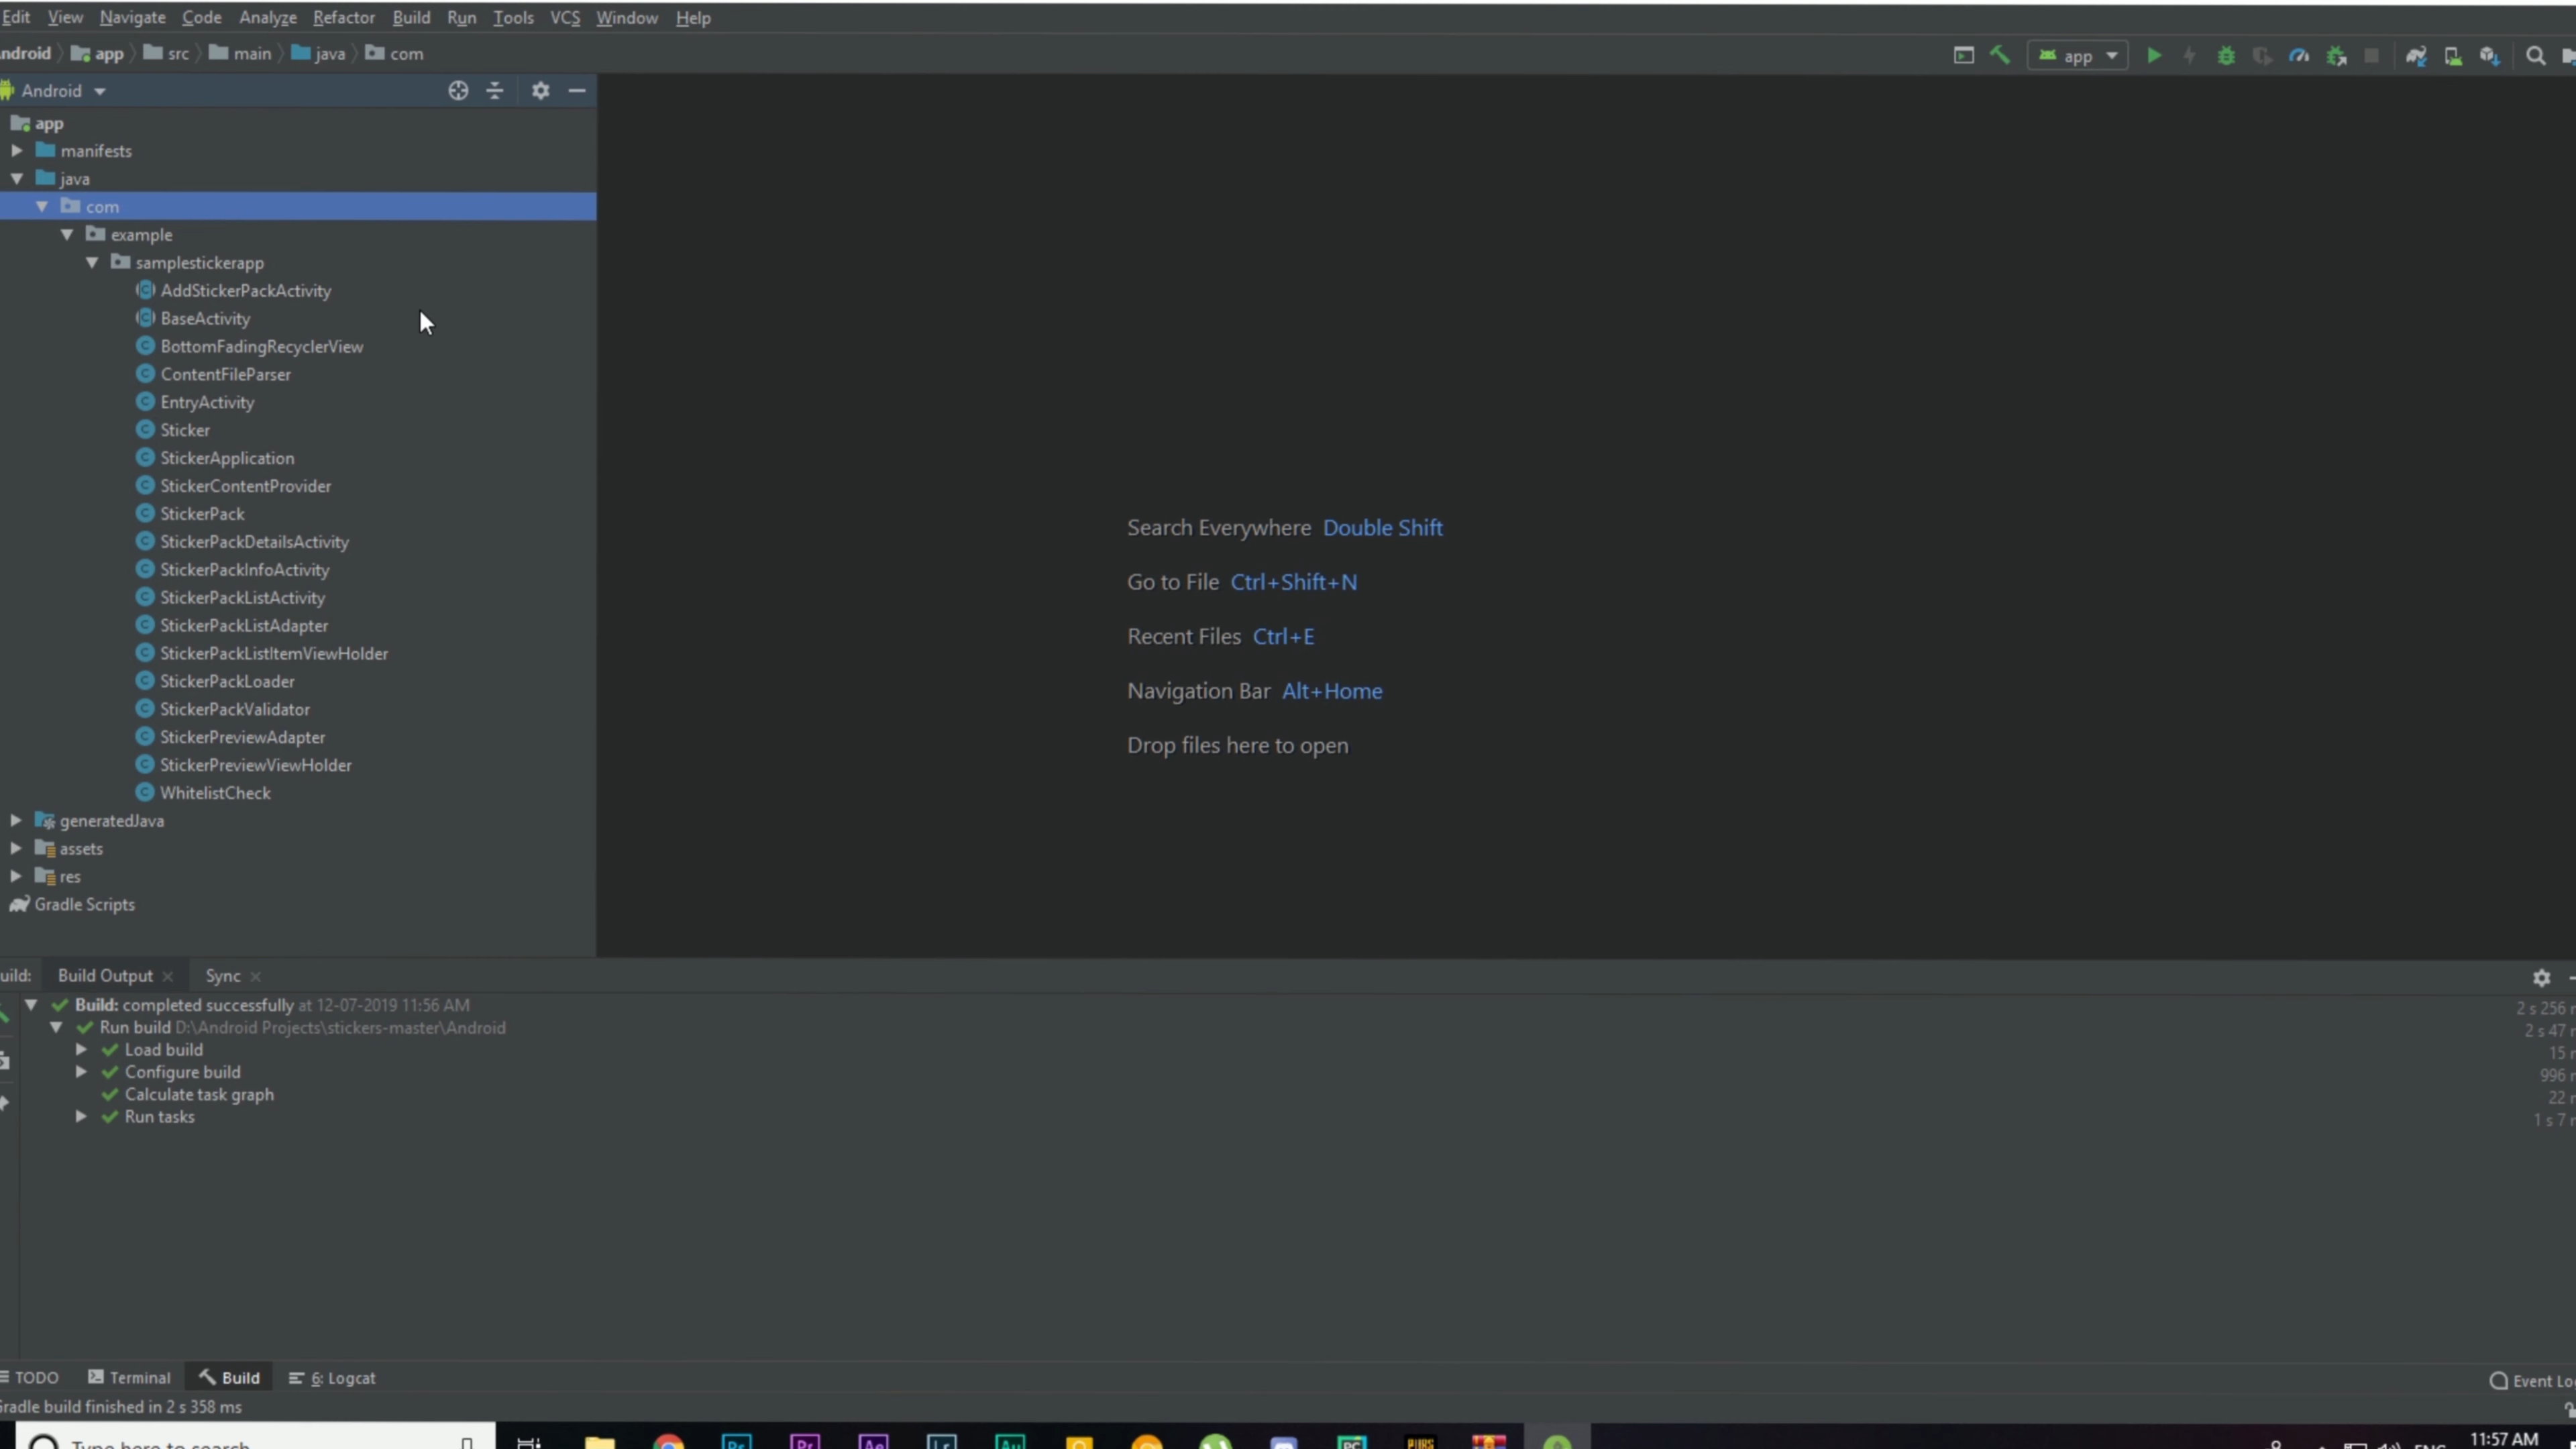 Edit View Navigate Code Analyze Refactor Build Run Tools VCS Window Help
ndroid app src main java com
app
Android
app
manifests
java
com
example
samplestickerapp
AddStickerPackActivity
BaseActivity
BottomFadingRecyclerView
ContentFileParser
EntryActivity
Sticker
StickerApplication
StickerContentProvider
StickerPack
StickerPackDetailsActivity
StickerPackInfoActivity
StickerPackListActivity
StickerPackListAdapter
StickerPackListItemViewHolder
StickerPackLoader
StickerPackValidator
StickerPreviewAdapter
StickerPreviewViewHolder
WhitelistCheck
generatedJava
assets
res
Gradle Scripts
Search Everywhere Double Shift
Go to File Ctrl+Shift+N
Recent Files Ctrl+E
Navigation Bar Alt+Home
Drop files here to open
uild: Build Output Sync
Build: completed successfully at 12-07-2019 11:56 AM 2 s 256
Run build D:\Android Projects\stickers-master\Android 2 s 47
Load build 15
Configure build 996
Calculate task graph 22
Run tasks 1 s 7
TODO Terminal Build 6: Logcat Event Lo
Gradle build finished in 2 s 358 ms
Type here to search
11:57 AM